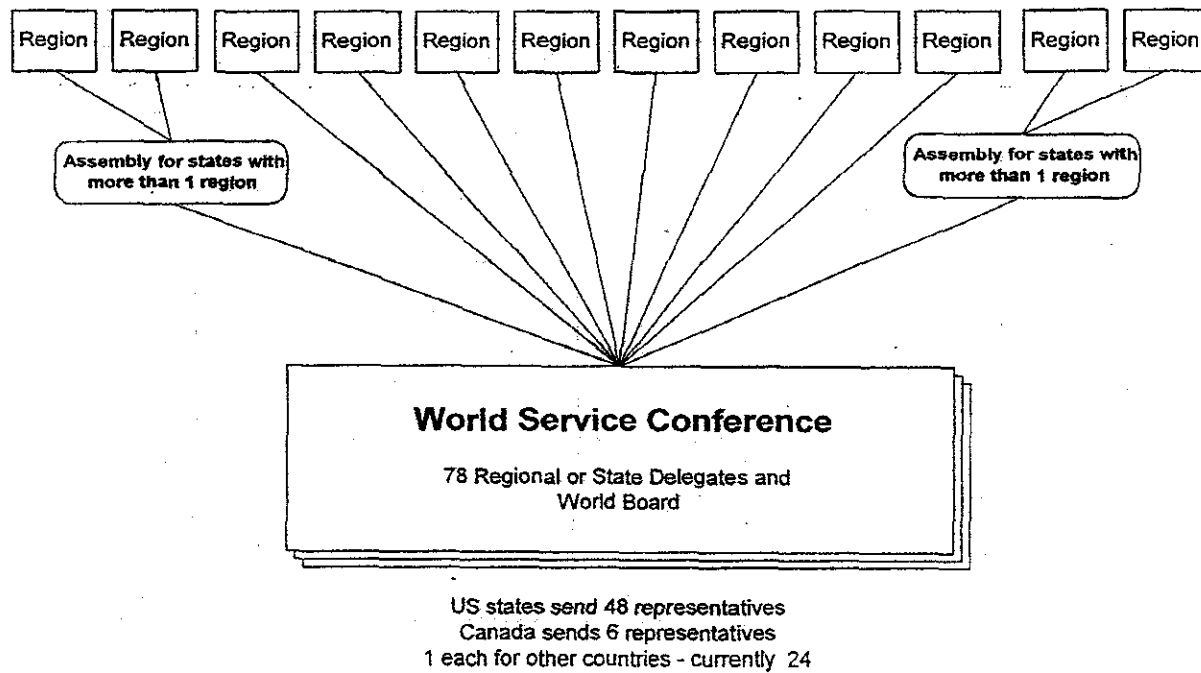 Region Region Region Region Region Region Region Region Region Region Region Region
Assembly for states with
more than 1 region
Assembly for states with
more than 1 region
World Service Conference
78 Regional or State Delegates and
World Board
US states send 48 representatives
Canada sends 6 representatives
1 each for other countries - currently 24